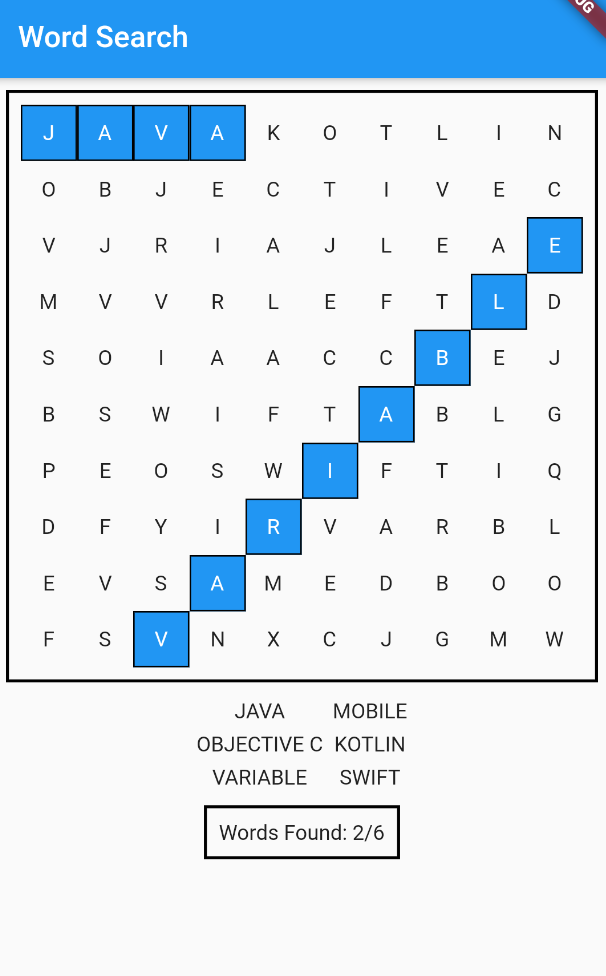 Word Search
J A V A K O T L I N
O B J E C T I V E C
V J R I A J L E A E
M V V R L E F T L D
S O I A A C C B E J
B S W I F T A B L G
P E O S W I F T I Q
D F Y I R V A R B L
E V S A M E D B O O
F S V N X C J G M W
JAVA MOBILE
OBJECTIVE C KOTLIN
VARIABLE SWIFT
Words Found: 2/6